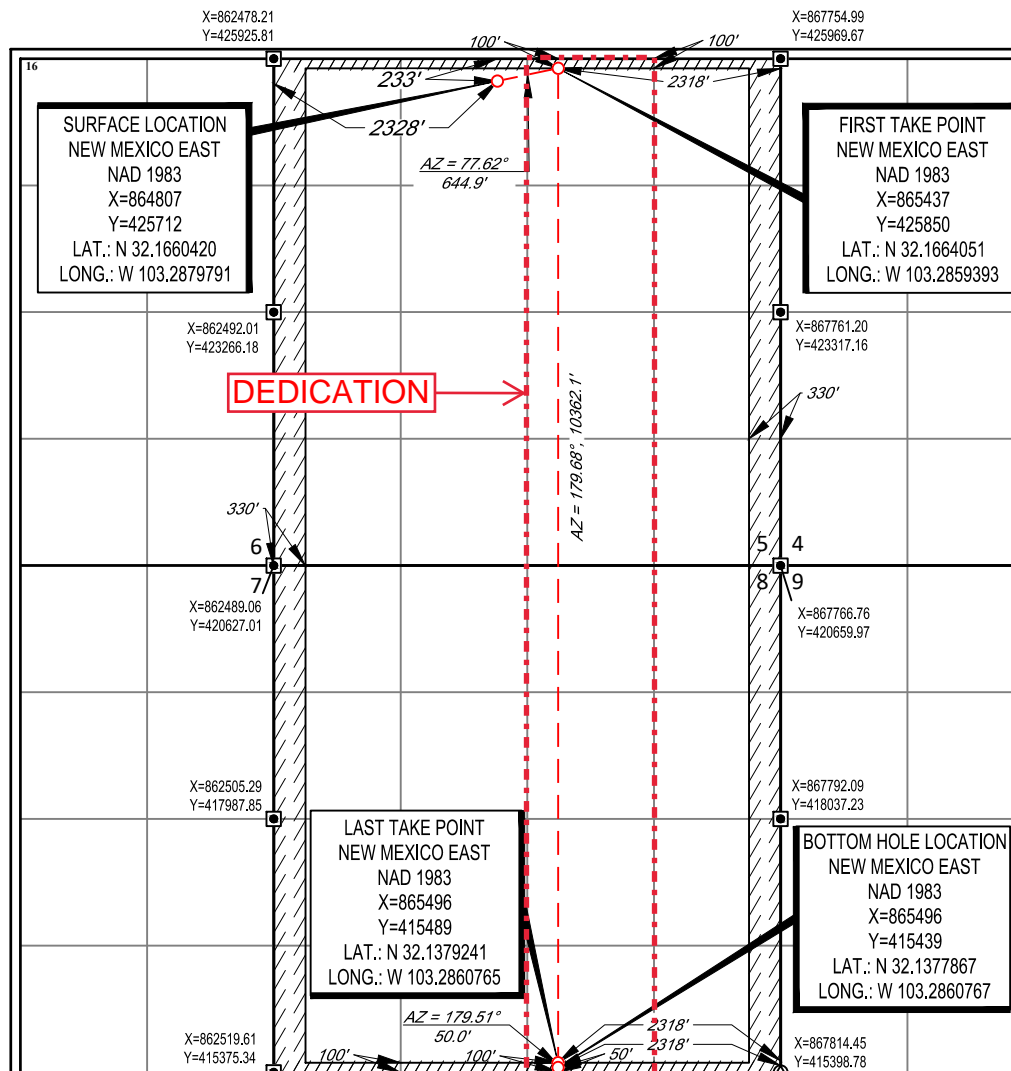 X=862478.21
Y=425925.81
X=867754.99
Y=425969.67
16
100'
100'
233'
2318'
2328'
SURFACE LOCATION
NEW MEXICO EAST
NAD 1983
X=864807
Y=425712
LAT.: N 32.1660420
LONG.: W 103.2879791
AZ = 77.62°
644.9'
FIRST TAKE POINT
NEW MEXICO EAST
NAD 1983
X=865437
Y=425850
LAT.: N 32.1664051
LONG.: W 103.2859393
X=862492.01
Y=423266.18
X=867761.20
Y=423317.16
DEDICATION
AZ = 179.68°, 10362.1'
330'
330'
6
5
4
7
8
9
X=862489.06
Y=420627.01
X=867766.76
Y=420659.97
X=862505.29
Y=417987.85
X=867792.09
Y=418037.23
LAST TAKE POINT
NEW MEXICO EAST
NAD 1983
X=865496
Y=415489
LAT.: N 32.1379241
LONG.: W 103.2860765
BOTTOM HOLE LOCATION
NEW MEXICO EAST
NAD 1983
X=865496
Y=415439
LAT.: N 32.1377867
LONG.: W 103.2860767
AZ = 179.51°
50.0'
2318'
2318'
X=862519.61
Y=415375.34
100'
100'
50'
X=867814.45
Y=415398.78